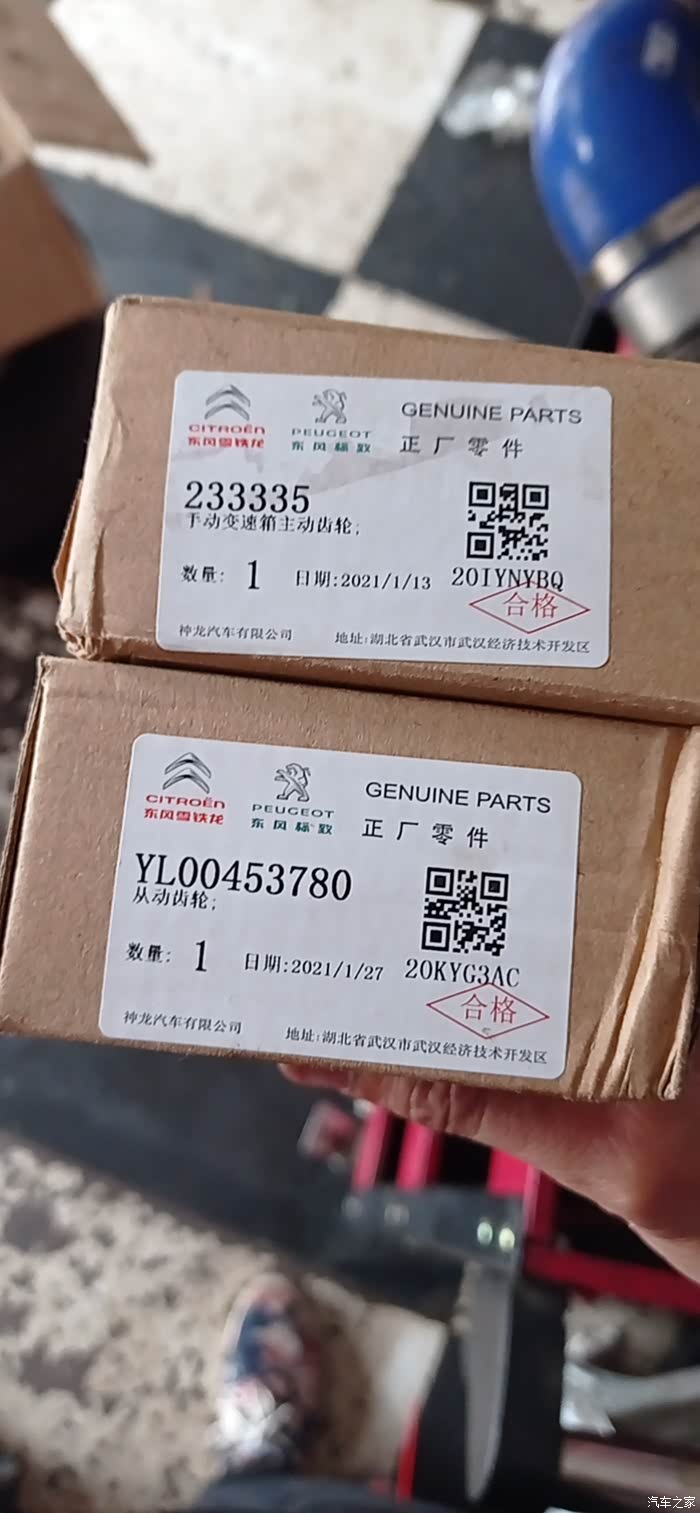 CITROËN
东风雪铁龙
PEUGEOT
东风标致
GENUINE PARTS
正厂零件
233335
手动变速箱主动齿轮;
数量: 1 日期:2021/1/13
20IYNYBQ
合格
神龙汽车有限公司 地址:湖北省武汉市武汉经济技术开发区
CITROËN
东风雪铁龙
PEUGEOT
东风标致
GENUINE PARTS
正厂零件
YL00453780
从动齿轮;
数量: 1 日期:2021/1/27
20KYG3AC
合格
神龙汽车有限公司 地址:湖北省武汉市武汉经济技术开发区
汽车之家